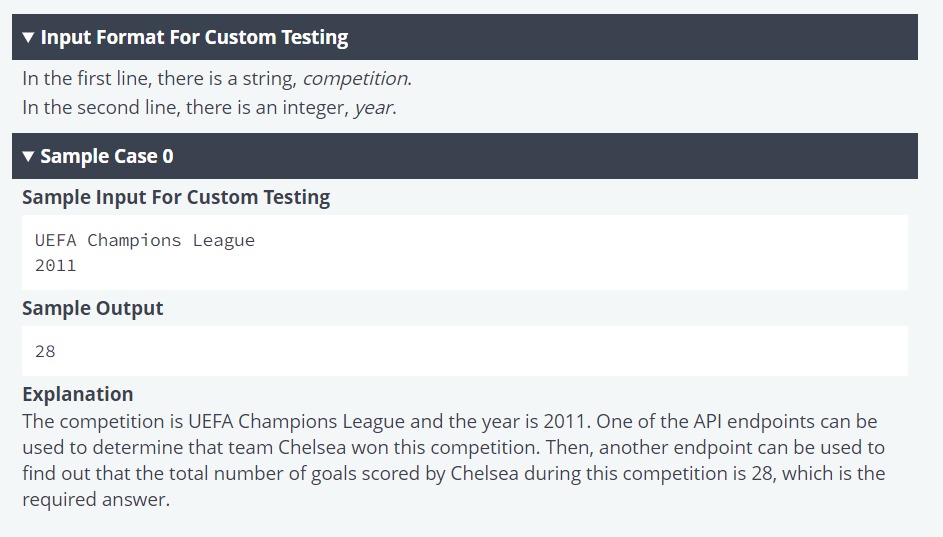 ▼ Input Format For Custom Testing
In the first line, there is a string, competition.
In the second line, there is an integer, year.
▼ Sample Case 0
Sample Input For Custom Testing
UEFA Champions League
2011
Sample Output
28
Explanation
The competition is UEFA Champions League and the year is 2011. One of the API endpoints can be
used to determine that team Chelsea won this competition. Then, another endpoint can be used to
find out that the total number of goals scored by Chelsea during this competition is 28, which is the
required answer.